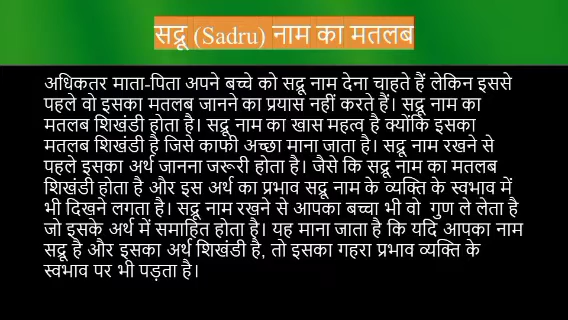 सद्रू (Sadru) नाम का मतलब
अधिकतर माता-पिता अपने बच्चे को सद्रू नाम देना चाहते हैं लेकिन इससे
पहले वो इसका मतलब जानने का प्रयास नहीं करते हैं। सद्रू नाम का
मतलब शिखंडी होता है। सद्रू नाम का खास महत्व है क्योंकि इसका
मतलब शिखंडी है जिसे काफी अच्छा माना जाता है। सद्रू नाम रखने से
पहले इसका अर्थ जानना जरूरी होता है। जैसे कि सद्रू नाम का मतलब
शिखंडी होता है और इस अर्थ का प्रभाव सद्रू नाम के व्यक्ति के स्वभाव में
भी दिखने लगता है। सद्रू नाम रखने से आपका बच्चा भी वो गुण ले लेता है
जो इसके अर्थ में समाहित होता है। यह माना जाता है कि यदि आपका नाम
सद्रू है और इसका अर्थ शिखंडी है, तो इसका गहरा प्रभाव व्यक्ति के
स्वभाव पर भी पड़ता है।